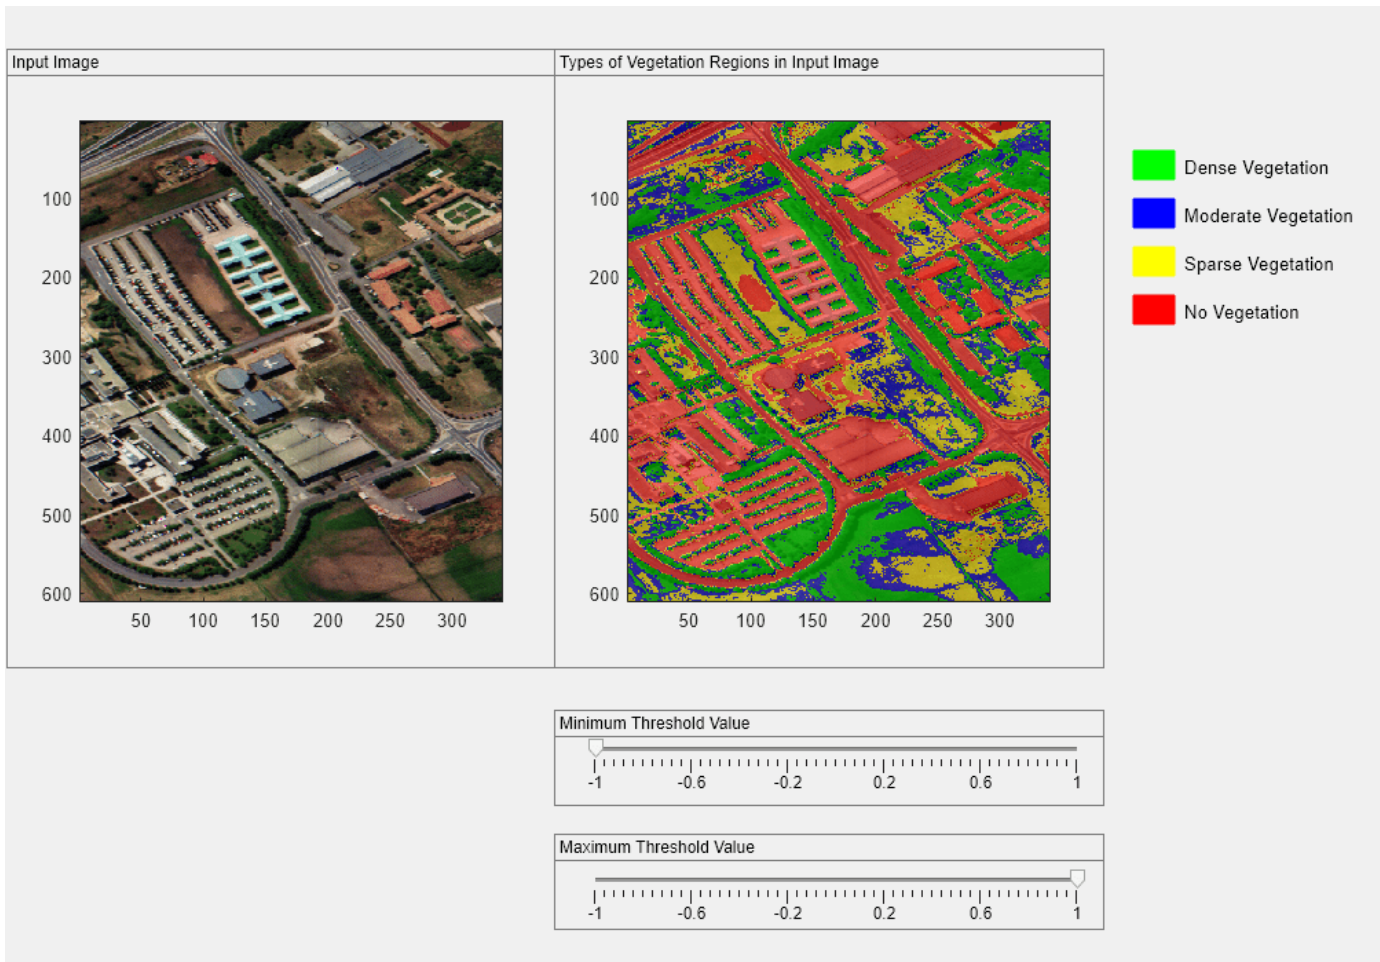 Input Image
Types of Vegetation Regions in Input Image
100
200
300
400
500
600
50 100 150 200 250 300
100
200
300
400
500
600
50 100 150 200 250 300
Dense Vegetation
Moderate Vegetation
Sparse Vegetation
No Vegetation
Minimum Threshold Value
-1 -0.6 -0.2 0.2 0.6 1
Maximum Threshold Value
-1 -0.6 -0.2 0.2 0.6 1